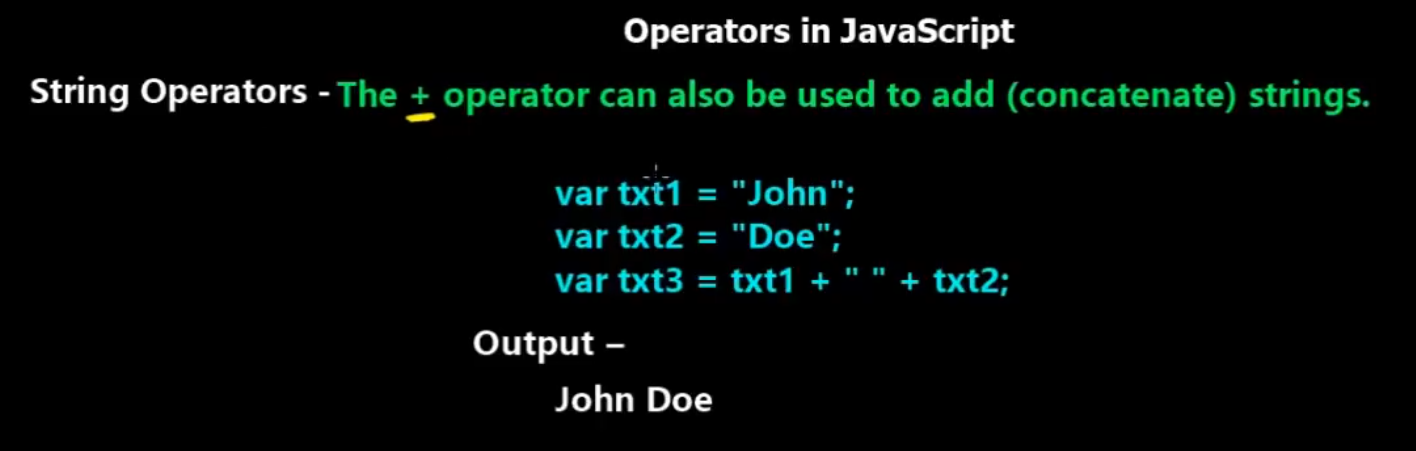 Operators in JavaScript
String Operators - The + operator can also be used to add (concatenate) strings.
var txt1 = "John";
var txt2 = "Doe";
var txt3 = txt1 + " " + txt2;
Output –
John Doe